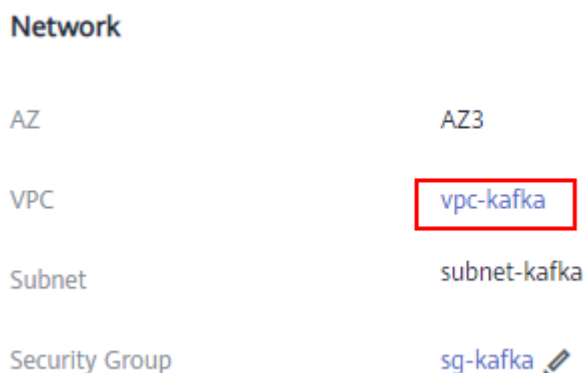 Network
AZ AZ3
VPC vpc-kafka
Subnet subnet-kafka
Security Group sg-kafka